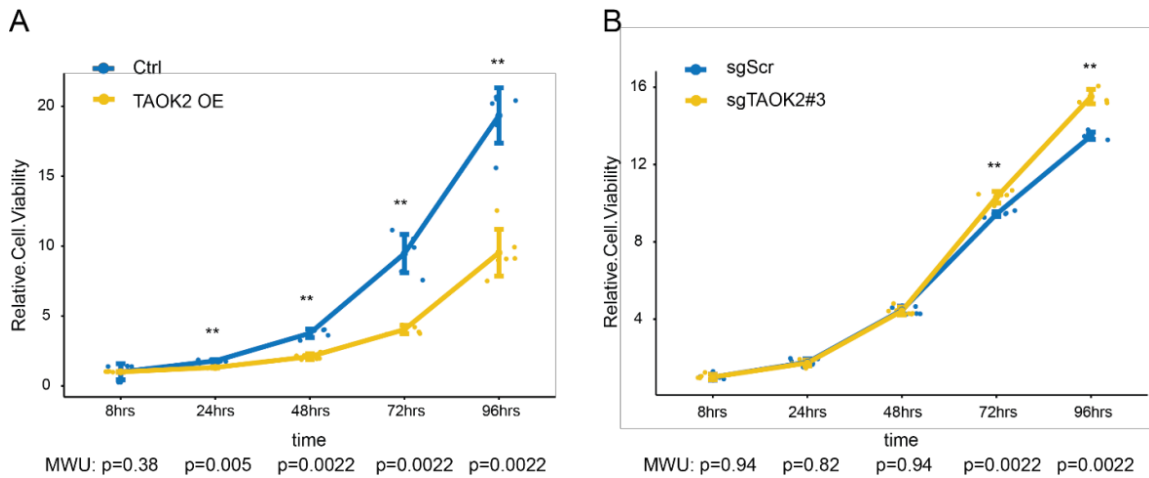 A
Ctrl
TAOK2 OE
**
**
**
**
20
15
10
5
0
Relative.Cell.Viability
8hrs 24hrs 48hrs 72hrs 96hrs
time
MWU: p=0.38 p=0.005 p=0.0022 p=0.0022 p=0.0022
B
sgScr
sgTAOK2#3
**
**
16
12
8
4
Relative.Cell.Viability
8hrs 24hrs 48hrs 72hrs 96hrs
time
MWU: p=0.94 p=0.82 p=0.94 p=0.0022 p=0.0022